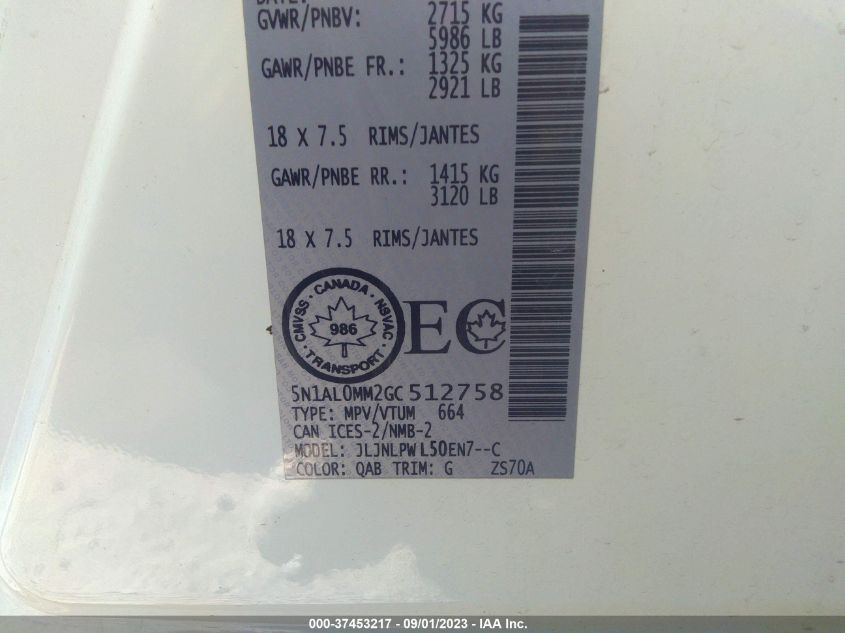 GVWR/PNBV: 2715 KG
5986 LB
GAWR/PNBE FR.: 1325 KG
2921 LB
18 X 7.5 RIMS/JANTES
GAWR/PNBE RR.: 1415 KG
3120 LB
18 X 7.5 RIMS/JANTES
CMVSS · CANADA · NSVAC · TRANSPORT ·
986
EC
5N1AL0MM2GC512758
TYPE: MPV/VTUM 664
CAN ICES-2/NMB-2
MODEL: JLJNLPWL50EN7--C
COLOR: QAB TRIM: G ZS70A
000-37453217 - 09/01/2023 - IAA Inc.